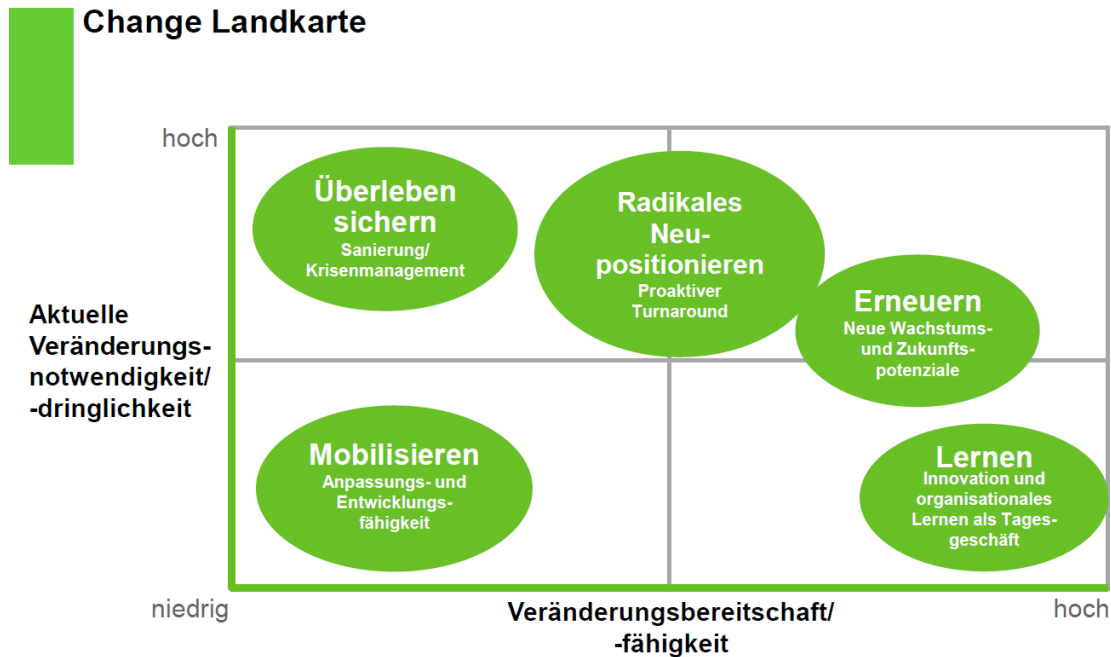 Change Landkarte
hoch
Überleben
sichern
Sanierung/
Krisenmanagement
Radikales
Neu-
positionieren
Proaktiver
Turnaround
Erneuern
Neue Wachstums-
und Zukunfts-
potenziale
Aktuelle
Veränderungs-
notwendigkeit/
-dringlichkeit
Mobilisieren
Anpassungs- und
Entwicklungs-
fähigkeit
Lernen
Innovation und
organisationales
Lernen als Tages-
geschäft
niedrig
Veränderungsbereitschaft/
-fähigkeit
hoch